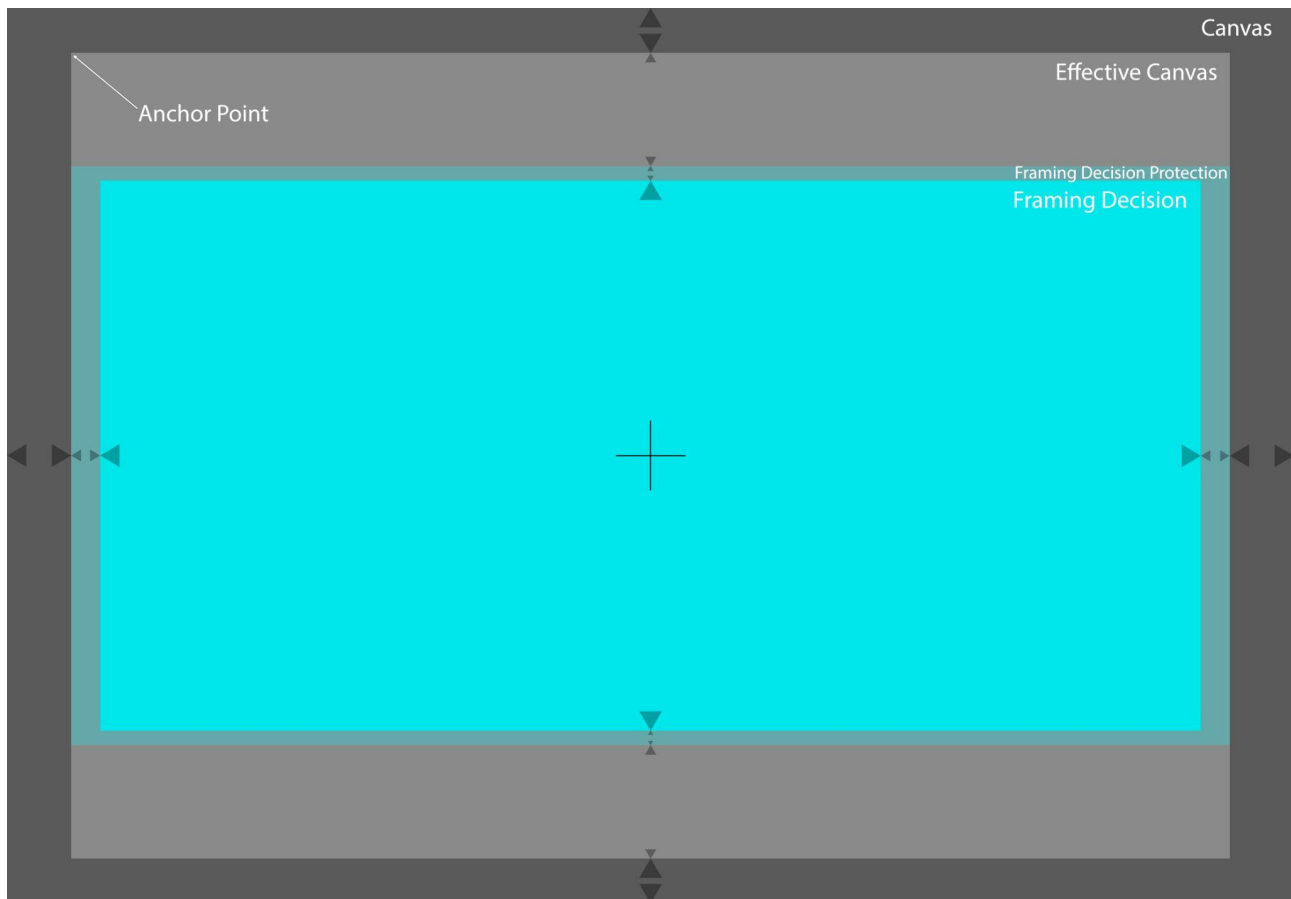 Canvas
Effective Canvas
Anchor Point
Framing Decision Protection
Framing Decision